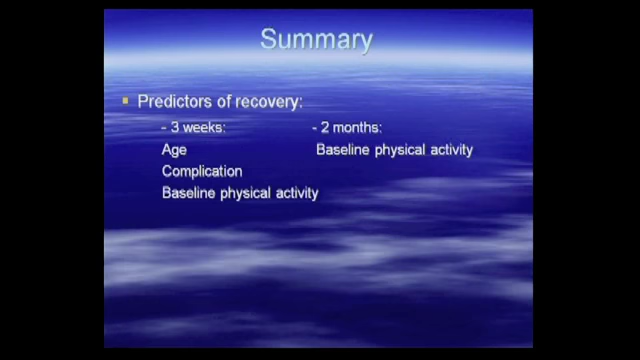 Summary
Predictors of recovery:
- 3 weeks: - 2 months:
Age Baseline physical activity
Complication
Baseline physical activity